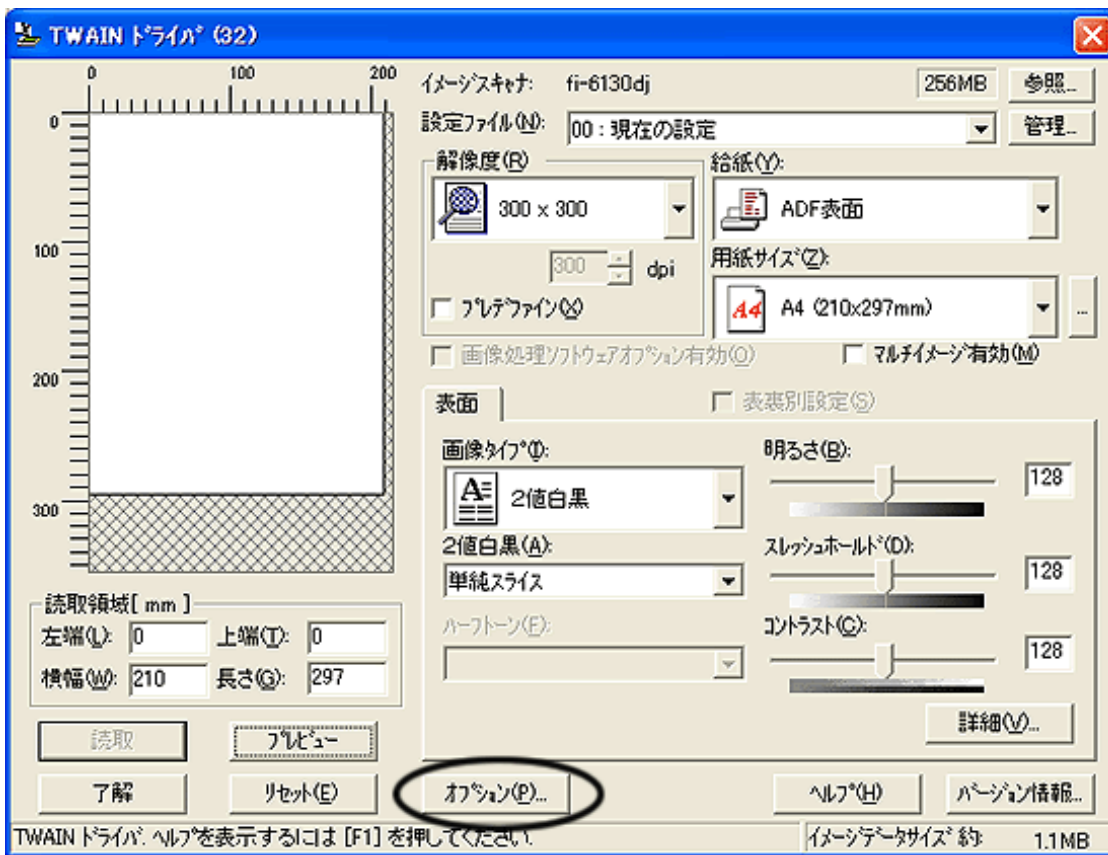 TWAIN ドライバ (32)
0 100 200
0
100
200
300
イメージスキャナ: fi-6130dj 256MB 参照...
設定ファイル(N): 00 : 現在の設定 管理...
解像度(R)
300 x 300
300 dpi
プレデファイン(X)
給紙(Y):
ADF表面
用紙サイズ(Z):
A4 A4 (210x297mm) ...
画像処理ソフトウェアオプション有効(O) マルチイメージ有効(M)
表面 表裏別設定(S)
画像タイプ(I):
A 2値白黒
2値白黒(A):
単純スライス
ハーフトーン(F):
明るさ(B):
128
スレッショホールド(D):
128
コントラスト(C):
128
詳細(V)...
読取領域[ mm ]
左端(L): 0 上端(T): 0
横幅(W): 210 長さ(G): 297
読取 プレビュー
了解 リセット(E) オプション(P)... ヘルプ(H) バージョン情報...
TWAIN ドライバ. ヘルプを表示するには [F1] を押してください. イメージデータサイズ 約: 1.1MB